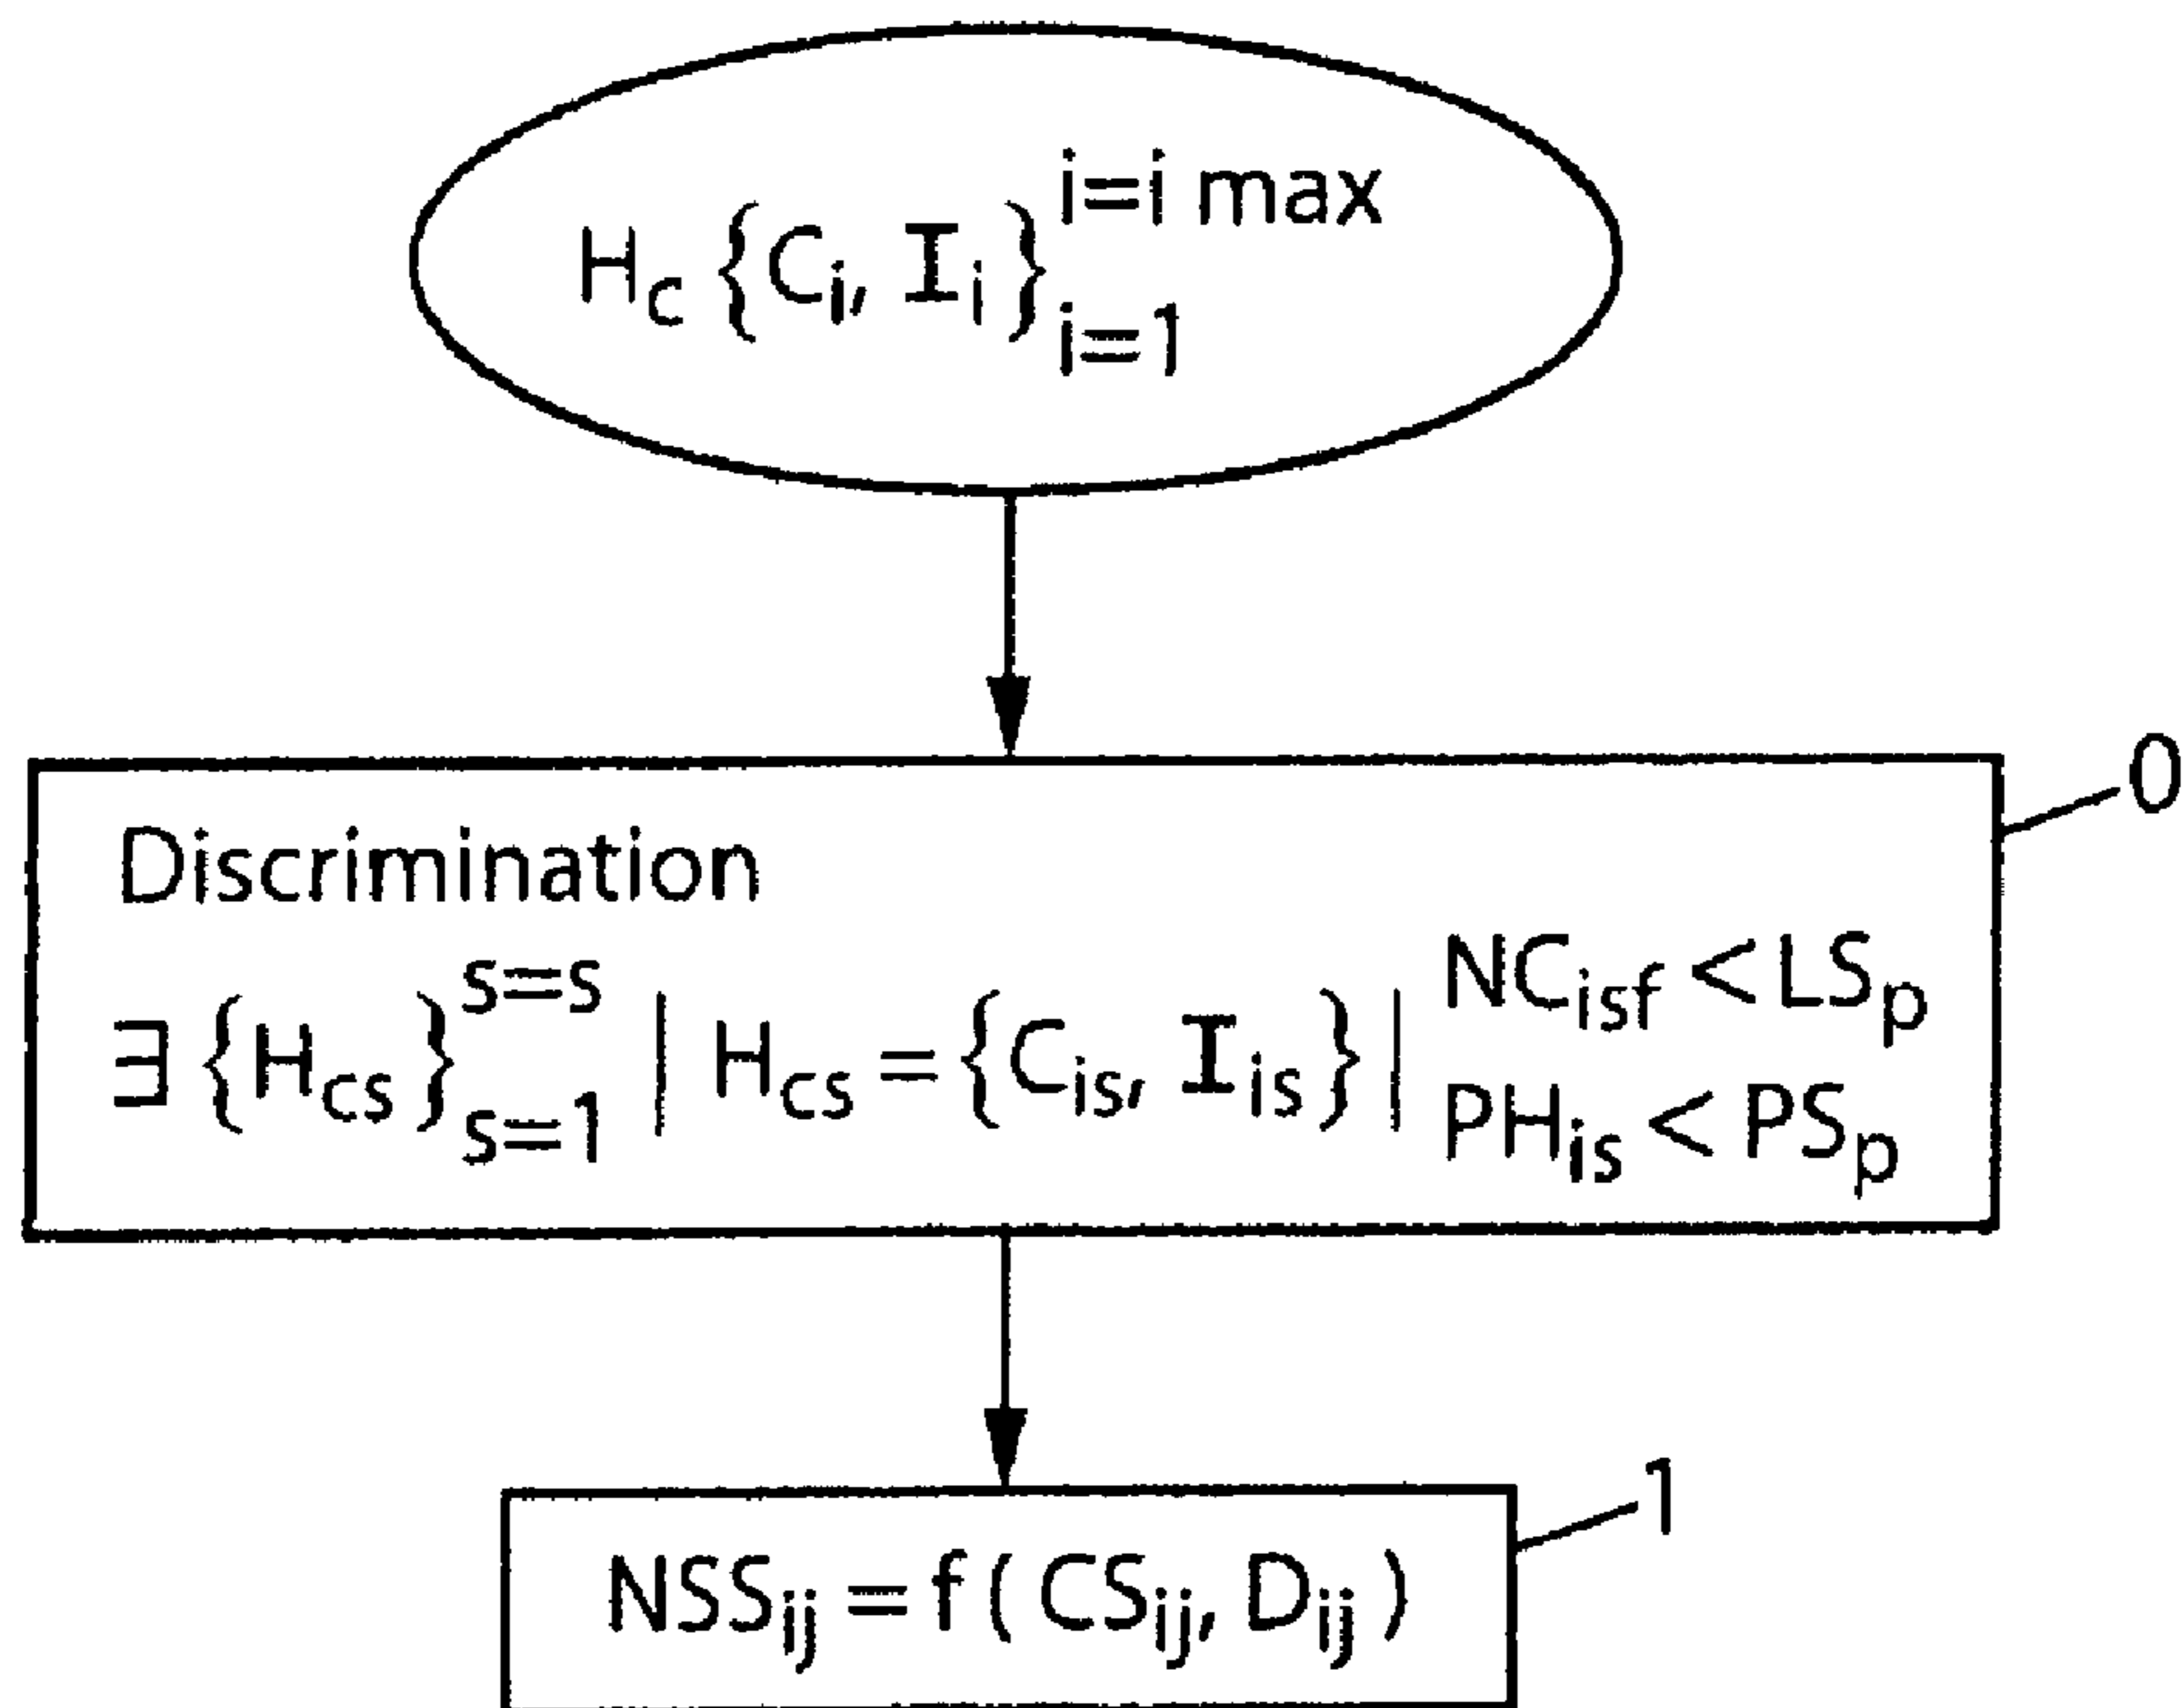 H_c {C_i, I_i}_{i=1}^{i=i max}
0
Discrimination
∃ {H_cs}_{s=1}^{s=s} | H_cs = {C_is, I_is} | NC_isf < LS_p
PH_is < PS_p
1
NSS_ij = f ( CS_ij, D_ij )